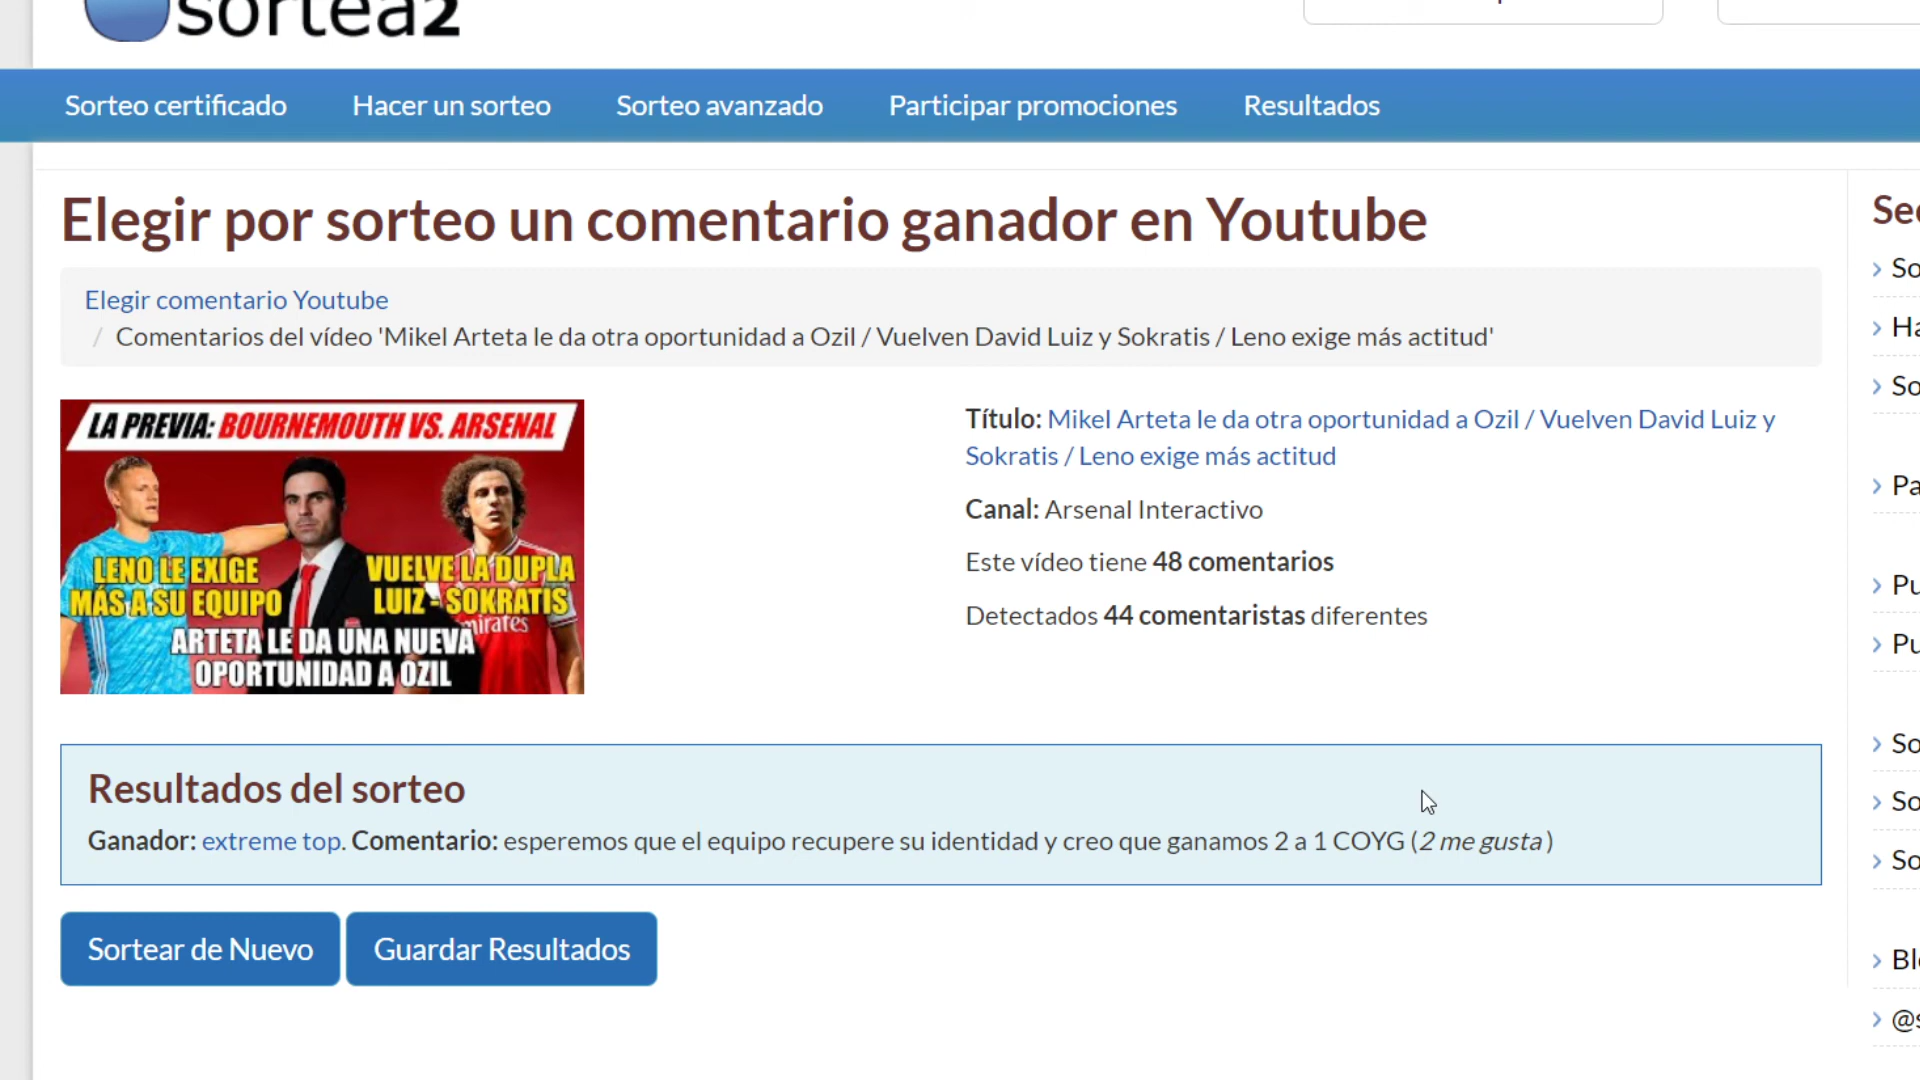 sortea2
Sorteo certificado
Hacer un sorteo
Sorteo avanzado
Participar promociones
Resultados
Elegir por sorteo un comentario ganador en Youtube
Elegir comentario Youtube
/ Comentarios del vídeo 'Mikel Arteta le da otra oportunidad a Ozil / Vuelven David Luiz y Sokratis / Leno exige más actitud'
LA PREVIA: BOURNEMOUTH VS. ARSENAL
LENO LE EXIGE
MÁS A SU EQUIPO
VUELVE LA DUPLA
LUIZ - SOKRATIS
ARTETA LE DA UNA NUEVA
OPORTUNIDAD A OZIL
Título: Mikel Arteta le da otra oportunidad a Ozil / Vuelven David Luiz y
Sokratis / Leno exige más actitud
Canal: Arsenal Interactivo
Este vídeo tiene 48 comentarios
Detectados 44 comentaristas diferentes
Resultados del sorteo
Ganador: extreme top. Comentario: esperemos que el equipo recupere su identidad y creo que ganamos 2 a 1 COYG (2 me gusta )
Sortear de Nuevo
Guardar Resultados